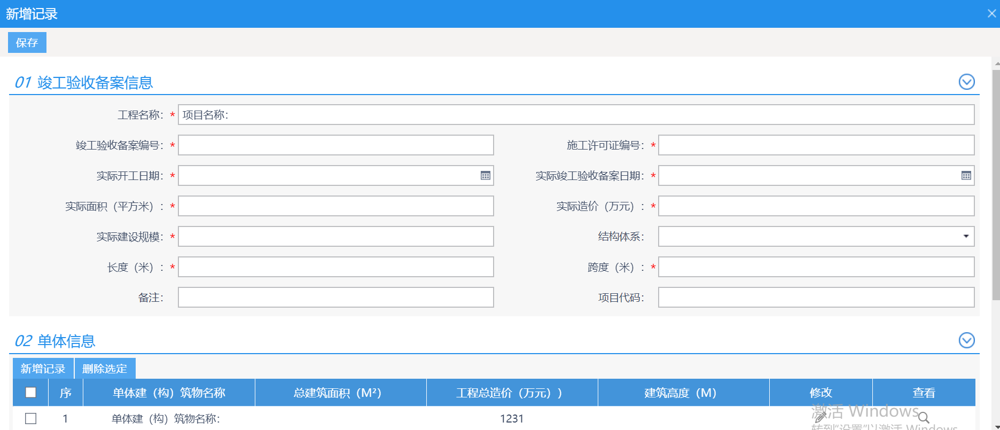 新增记录
保存
01 竣工验收备案信息
工程名称：* 项目名称：
竣工验收备案编号：* 施工许可证编号：*
实际开工日期：* 实际竣工验收备案日期：*
实际面积（平方米）：* 实际造价（万元）：*
实际建设规模：* 结构体系：
长度（米）：* 跨度（米）：*
备注： 项目代码：
02 单体信息
新增记录 删除选定
序 单体建（构）筑物名称 总建筑面积（M²） 工程总造价（万元）） 建筑高度（M） 修改 查看
1 单体建（构）筑物名称： 1231
激活 Windows
转到“设置”以激活 Windows